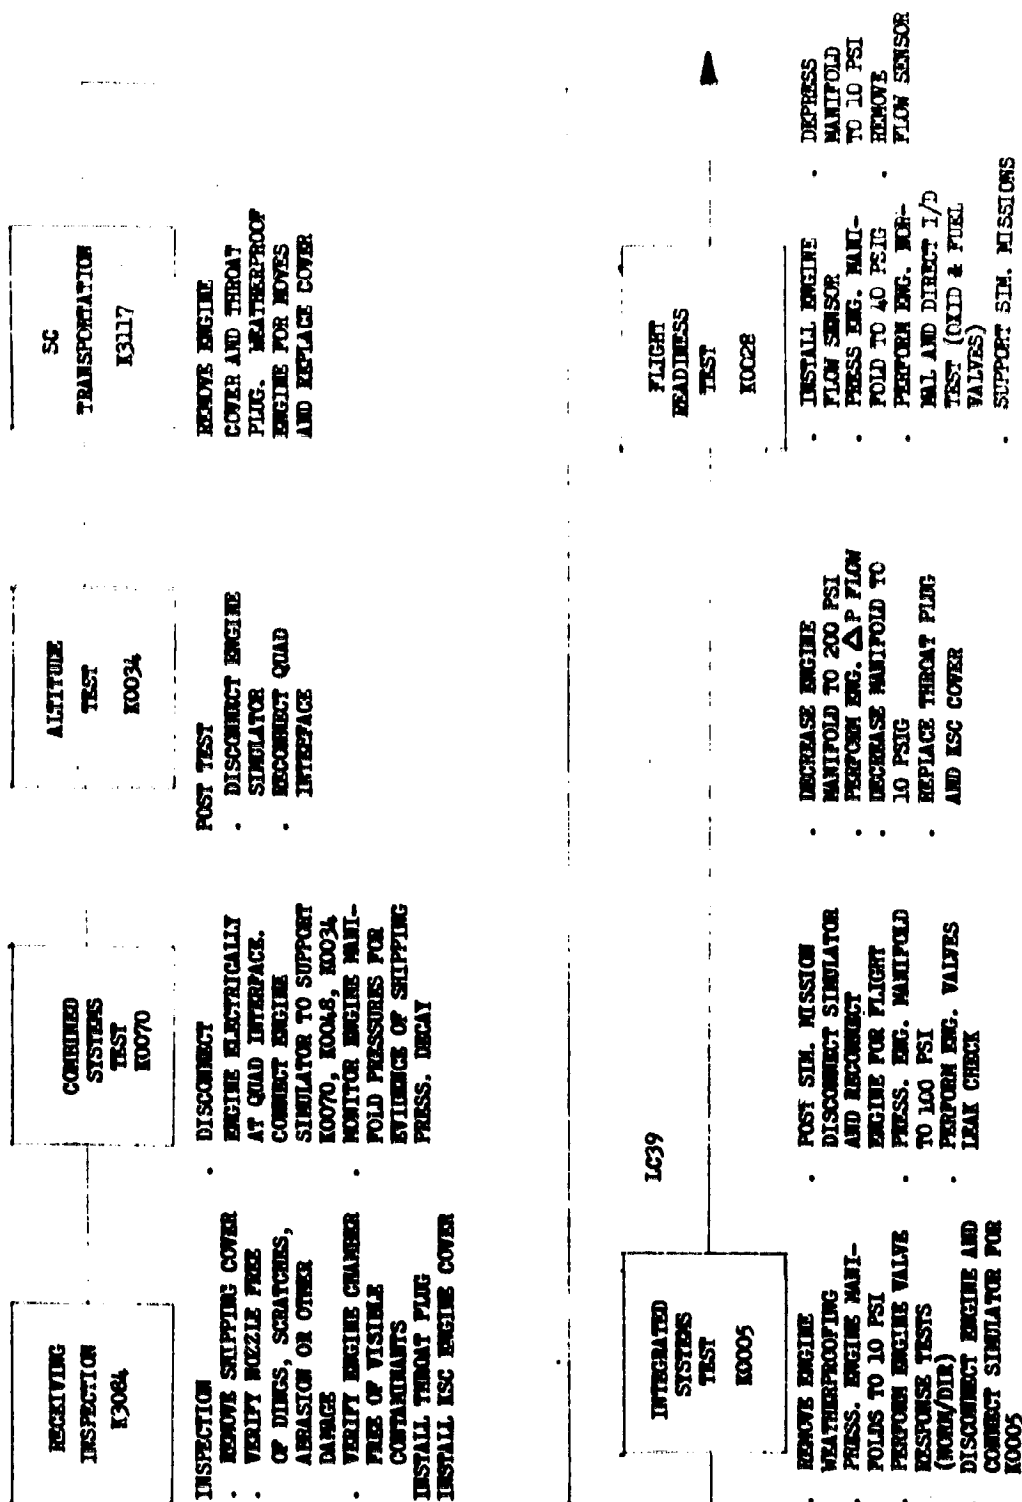 RECEIVING
INSPECTION
K3084
INSPECTION
· REMOVE SHIPPING COVER
· VERIFY NOZZLE FREE
OF DINGS, SCRATCHES,
ABRASION OR OTHER
DAMAGE
· VERIFY ENGINE CHAMBER
FREE OF VISIBLE
CONTAMINANTS
INSTALL THROAT PLUG
INSTALL KSC ENGINE COVER
COMBINED
SYSTEMS
TEST
K0070
· DISCONNECT
ENGINE ELECTRICALLY
AT QUAD INTERFACE.
CONNECT ENGINE
SIMULATOR TO SUPPORT
K0070, K0048, K0034
· MONITOR ENGINE MANI-
FOLD PRESSURES FOR
EVIDENCE OF SHIPPING
PRESS. DECAY
ALTITUDE
TEST
K0034
POST TEST
· DISCONNECT ENGINE
SIMULATOR
· RECONNECT QUAD
INTERFACE
SC
TRANSPORTATION
K3117
REMOVE ENGINE
COVER AND THROAT
PLUG. WEATHERPROOF
ENGINE FOR MOVES
AND REPLACE COVER
LC39
INTEGRATED
SYSTEMS
TEST
K0005
· REMOVE ENGINE
WEATHERPROOFING
· PRESS. ENGINE MANI-
FOLDS TO 10 PSI
· PERFORM ENGINE VALVE
RESPONSE TESTS
(NORM/DIR)
· DISCONNECT ENGINE AND
CONNECT SIMULATOR FOR
K0005
· POST SIM. MISSION
DISCONNECT SIMULATOR
AND RECONNECT
ENGINE FOR FLIGHT
· PRESS. ENG. MANIFOLD
TO 100 PSI
· PERFORM ENG. VALVES
LEAK CHECK
· DECREASE ENGINE
MANIFOLD TO 200 PSI
· PERFORM ENG. ΔP FLOW
· DECREASE MANIFOLD TO
10 PSIG
· REPLACE THROAT PLUG
AND KSC COVER
FLIGHT
READINESS
TEST
K0028
· INSTALL ENGINE
FLOW SENSOR
· PRESS ENG. MANI-
FOLD TO 40 PSIG
· PERFORM ENG. NOR-
MAL AND DIRECT I/D
TEST (OXID & FUEL
VALVES)
· SUPPORT SIM. MISSIONS
· DEPRESS
MANIFOLD
TO 10 PSI
· REMOVE
FLOW SENSOR